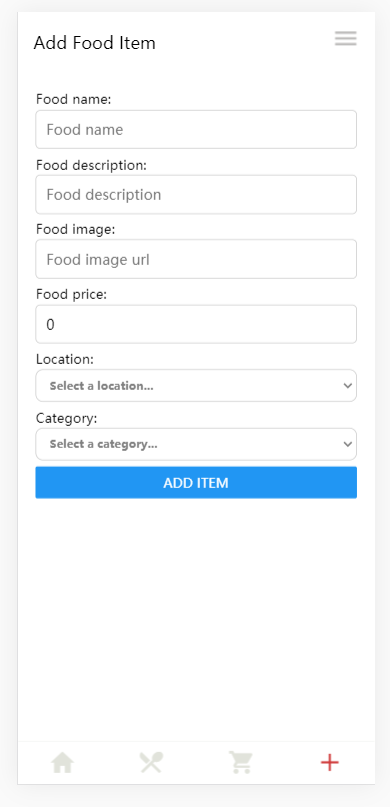 Add Food Item
Food name:
Food name
Food description:
Food description
Food image:
Food image url
Food price:
0
Location:
Select a location...
Category:
Select a category...
ADD ITEM